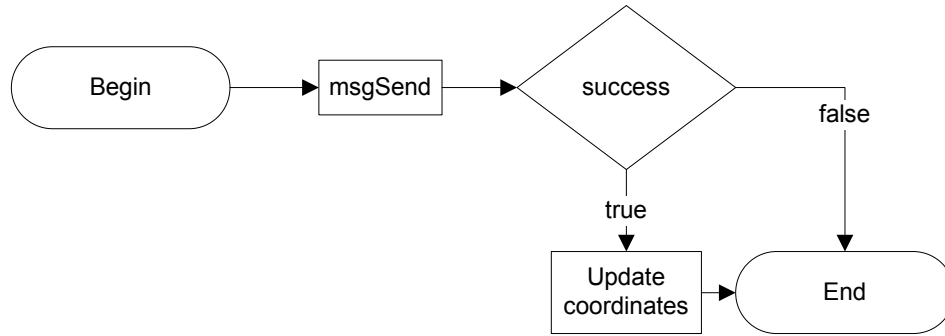 Begin
msgSend
success
false
true
Update
coordinates
End